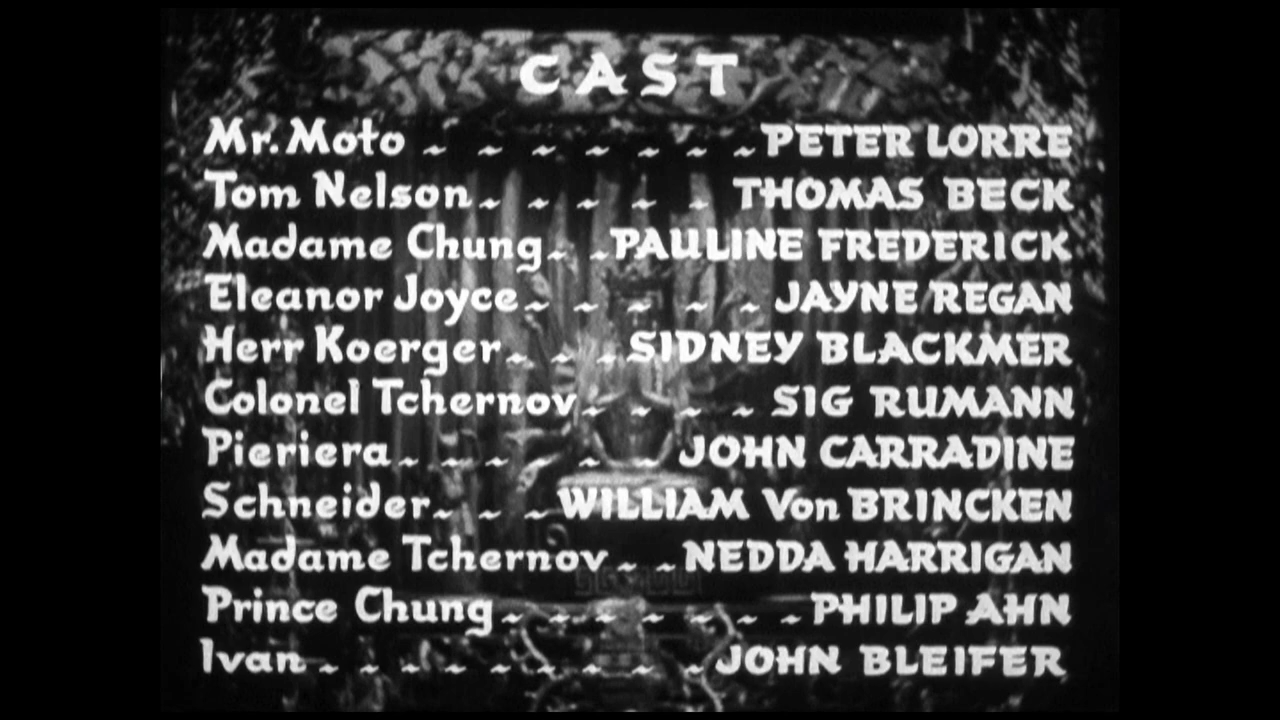 CAST
Mr. Moto ~ ~ ~ ~ ~ ~ ~ PETER LORRE
Tom Nelson ~ ~ ~ ~ ~ THOMAS BECK
Madame Chung ~ ~ PAULINE FREDERICK
Eleanor Joyce ~ ~ ~ ~ ~ JAYNE REGAN
Herr Koerger ~ ~ ~ SIDNEY BLACKMER
Colonel Tchernov ~ ~ ~ ~ SIG RUMANN
Pieriera ~ ~ ~ ~ ~ ~ JOHN CARRADINE
Schneider ~ ~ ~ WILLIAM Von BRINCKEN
Madame Tchernov ~ ~ NEDDA HARRIGAN
Prince Chung ~ ~ ~ ~ ~ ~ ~ PHILIP AHN
Ivan ~ ~ ~ ~ ~ ~ ~ ~ ~ JOHN BLEIFER